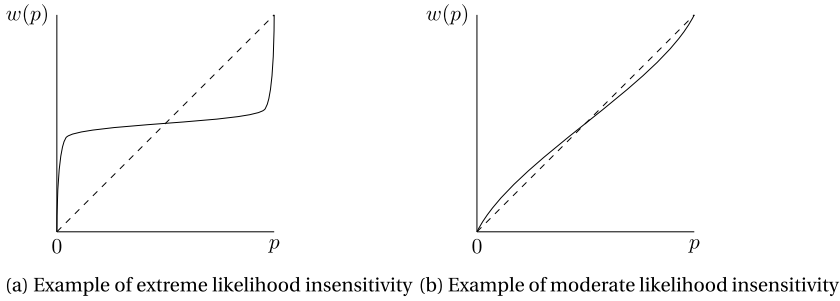 w(p)
0
p
(a) Example of extreme likelihood insensitivity
w(p)
0
p
(b) Example of moderate likelihood insensitivity